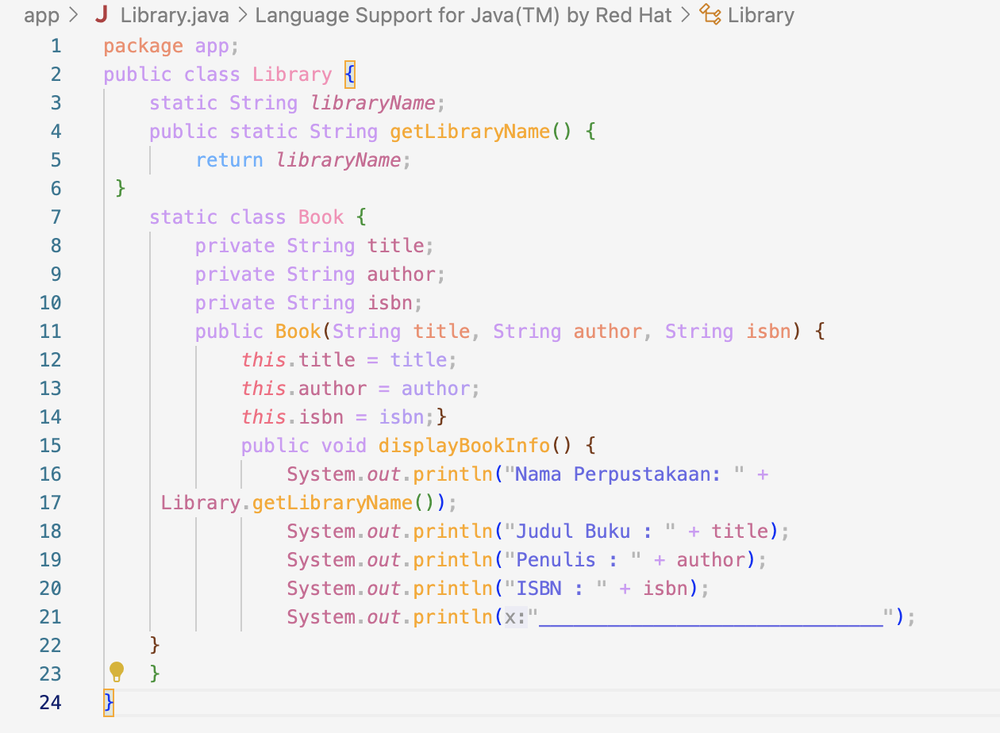 app > Library.java > Language Support for Java(TM) by Red Hat > Library
1 package app;
2 public class Library {
3 static String libraryName;
4 public static String getLibraryName() {
5 return libraryName;
6 }
7 static class Book {
8 private String title;
9 private String author;
10 private String isbn;
11 public Book(String title, String author, String isbn) {
12 this.title = title;
13 this.author = author;
14 this.isbn = isbn;}
15 public void displayBookInfo() {
16 System.out.println("Nama Perpustakaan: " +
17 Library.getLibraryName());
18 System.out.println("Judul Buku : " + title);
19 System.out.println("Penulis : " + author);
20 System.out.println("ISBN : " + isbn);
21 System.out.println(x:"______________________________");
22 }
23 }
24 }